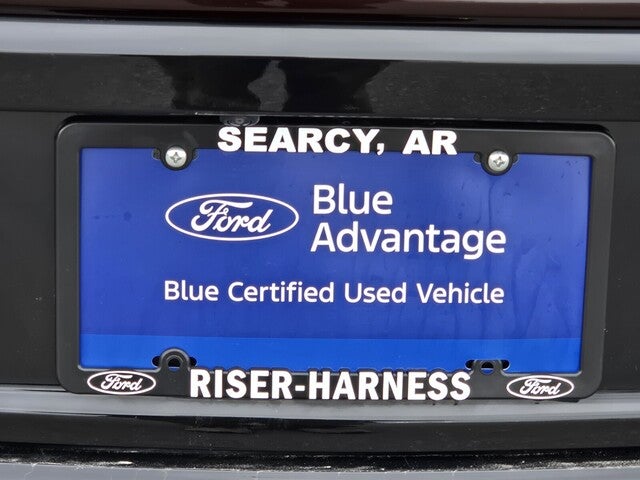 SEARCY, AR
Ford
Blue
Advantage
Blue Certified Used Vehicle
Ford RISER-HARNESS Ford